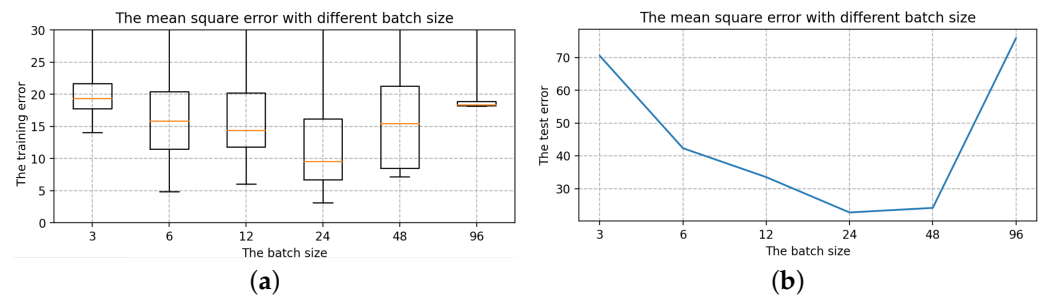 The mean square error with different batch size
The training error
30
25
20
15
10
5
0
3 6 12 24 48 96
The batch size
(a)
The mean square error with different batch size
The test error
70
60
50
40
30
3 6 12 24 48 96
The batch size
(b)